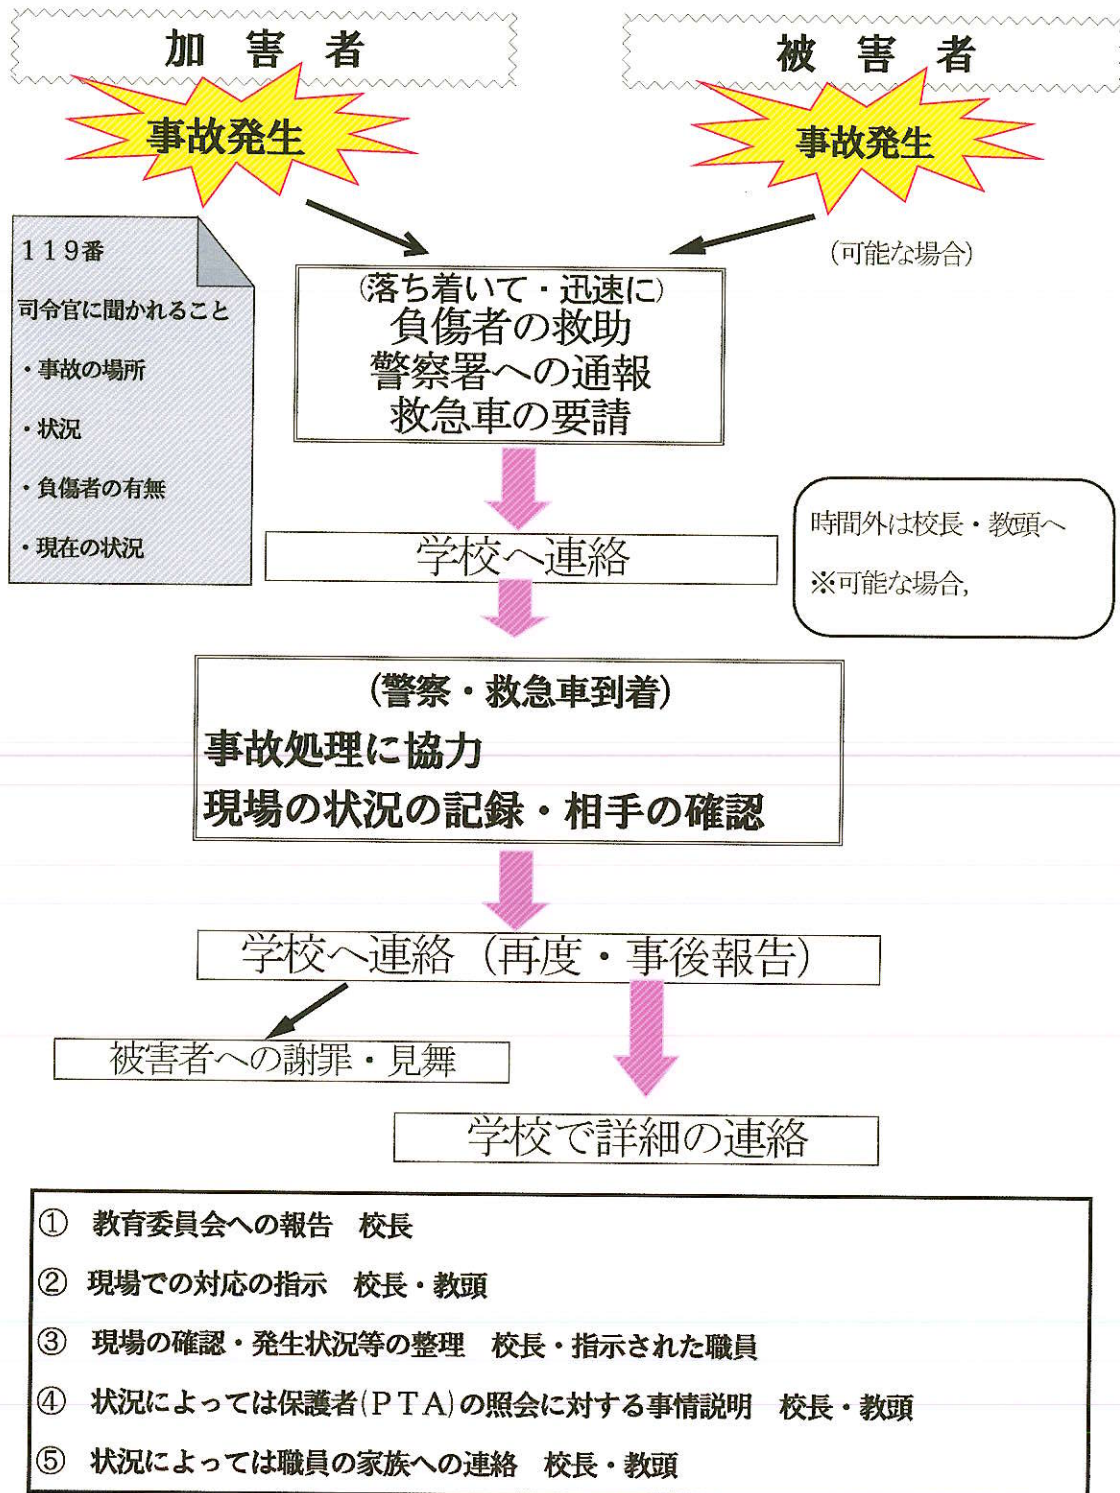 加 害 者
被 害 者
事故発生
事故発生
119番
司令官に聞かれること
・事故の場所
・状況
・負傷者の有無
・現在の状況
(可能な場合)
(落ち着いて・迅速に)
負傷者の救助
警察署への通報
救急車の要請
学校へ連絡
時間外は校長・教頭へ
※可能な場合,
(警察・救急車到着)
事故処理に協力
現場の状況の記録・相手の確認
学校へ連絡（再度・事後報告）
被害者への謝罪・見舞
学校で詳細の連絡
① 教育委員会への報告　校長
② 現場での対応の指示　校長・教頭
③ 現場の確認・発生状況等の整理　校長・指示された職員
④ 状況によっては保護者(PTA)の照会に対する事情説明　校長・教頭
⑤ 状況によっては職員の家族への連絡　校長・教頭